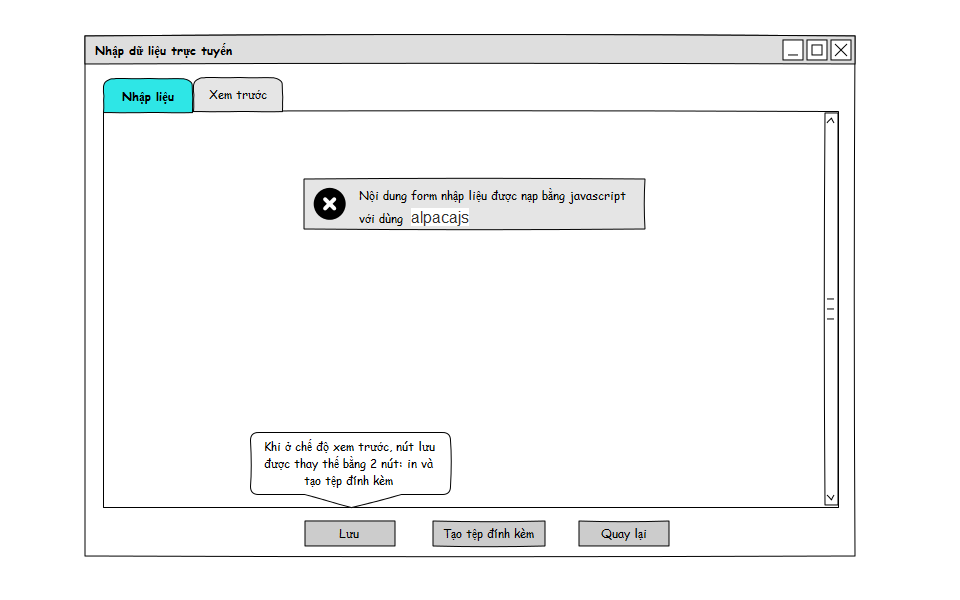 Nhập dữ liệu trực tuyến
Nhập liệu
Xem trước
Nội dung form nhập liệu được nạp bằng javascript
với dùng alpacajs
Khi ở chế độ xem trước, nút lưu
được thay thế bằng 2 nút: in và
tạo tệp đính kèm
Lưu
Tạo tệp đính kèm
Quay lại